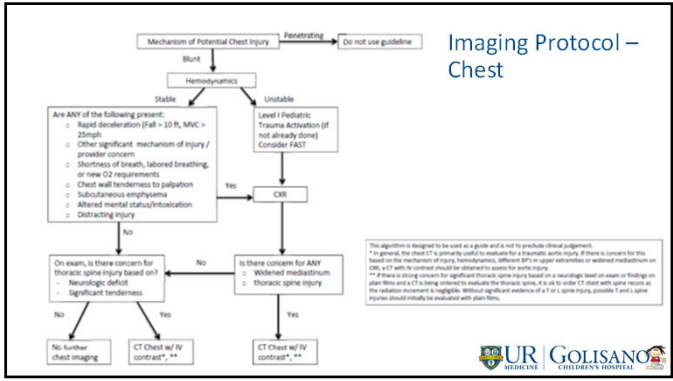 Imaging Protocol –
Chest
Mechanism of Potential Chest Injury
Penetrating
Do not use guideline
Blunt
Hemodynamics
Stable
Unstable
Are ANY of the following present:
o Rapid deceleration (Fall > 10 ft, MVC >
25mph
o Other significant mechanism of injury /
provider concern
o Shortness of breath, labored breathing,
or new O2 requirements
o Chest wall tenderness to palpation
o Subcutaneous emphysema
o Altered mental status/intoxication
o Distracting injury
Level I Pediatric
Trauma Activation (if
not already done)
Consider FAST
Yes
CXR
No
On exam, is there concern for
thoracic spine injury based on?
- Neurologic deficit
- Significant tenderness
No
Is there concern for ANY
o Widened mediastinum
o thoracic spine injury
No
Yes
Yes
No further
chest imaging
CT Chest w/ IV
contrast*, **
CT Chest w/ IV
contrast*, **
This algorithm is designed to be used as a guide and is not to preclude clinical judgement.
* In general, the chest CT is primarily useful to evaluate for a traumatic aortic injury. If there is concern for this
based on the mechanism of injury, hemodynamics, different BP's in upper extremities or widened mediastinum on
CXR, a CT with IV contrast should be obtained to assess for aortic injury.
** If there is strong concern for significant thoracic spine injury based on a neurologic level on exam or findings on
plain films and a CT is being ordered to evaluate the thoracic spine, it is ok to order CT chest with spine recons as
the radiation increment is negligible. Without significant evidence of a T or L spine injury, possible T and L spine
injuries should initially be evaluated with plain films.
UR
MEDICINE
GOLISANO
CHILDREN'S HOSPITAL